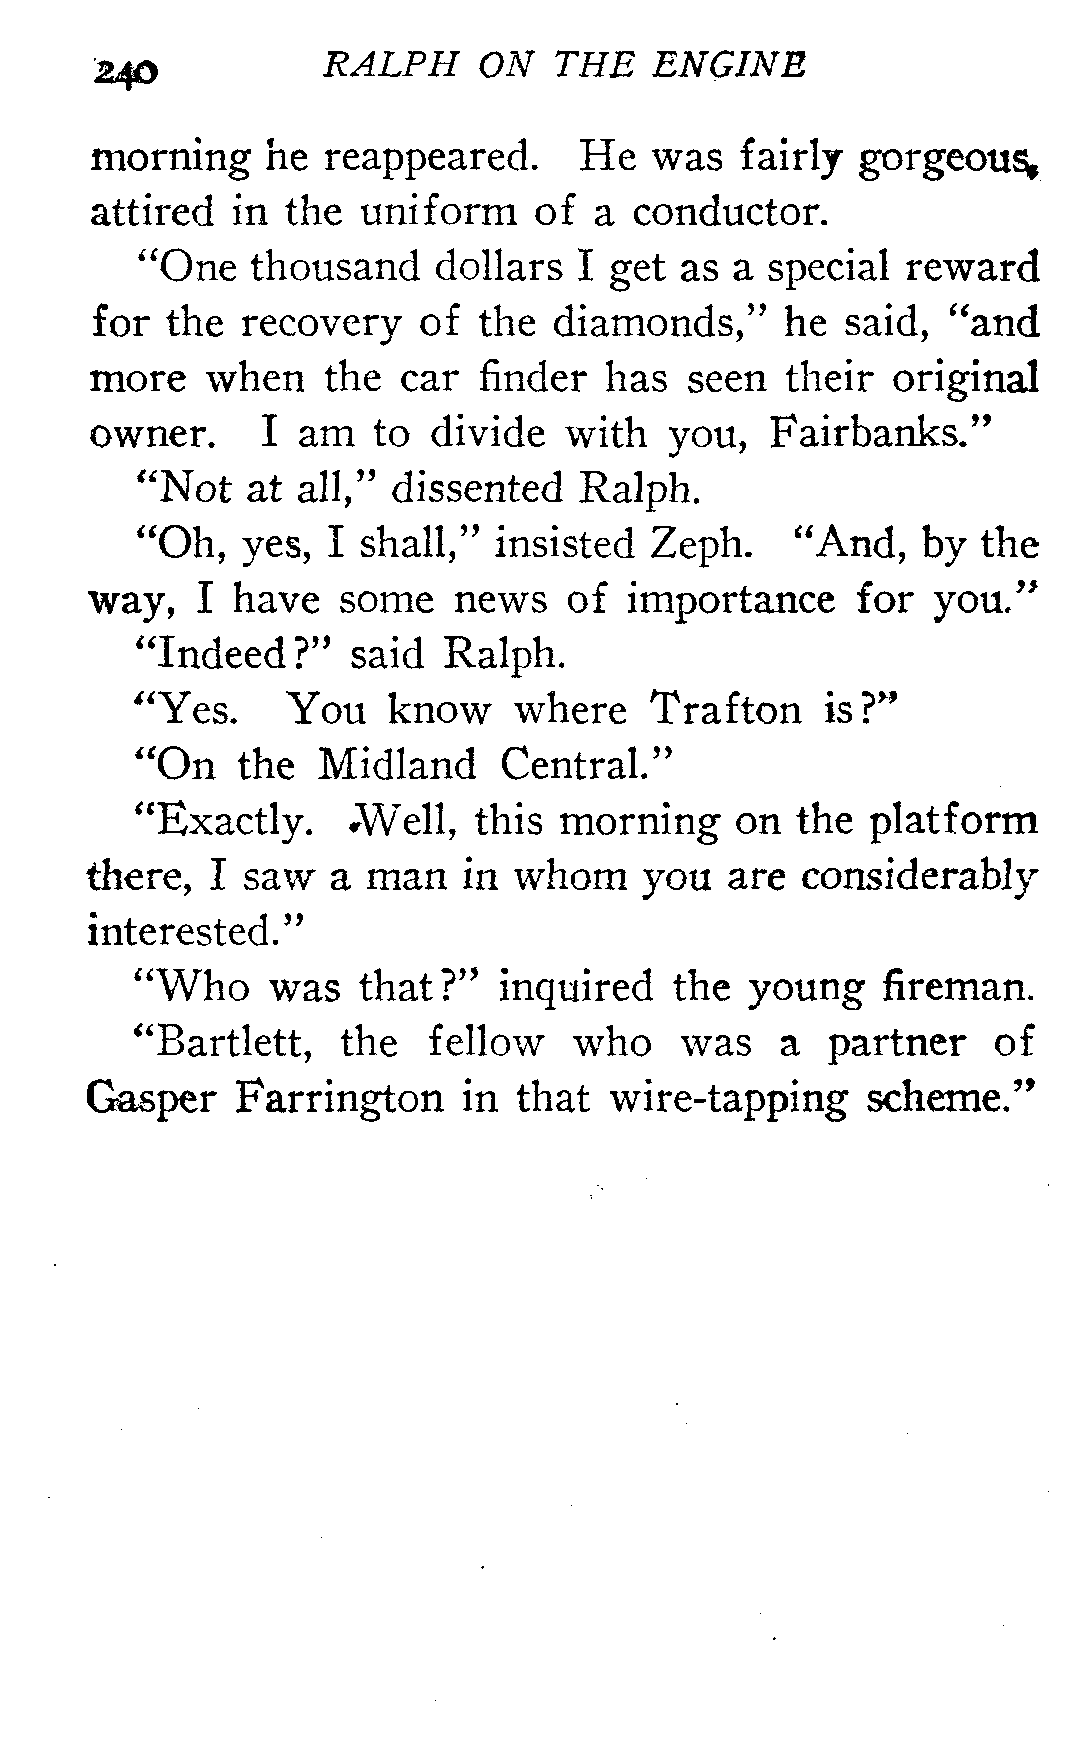 240 RALPH ON THE ENGINE
morning he reappeared. He was fairly gorgeous,
attired in the uniform of a conductor.
“One thousand dollars I get as a special reward
for the recovery of the diamonds,” he said, “and
more when the car finder has seen their original
owner. I am to divide with you, Fairbanks.”
“Not at all,” dissented Ralph.
“Oh, yes, I shall,” insisted Zeph. “And, by the
way, I have some news of importance for you.”
“Indeed?” said Ralph.
“Yes. You know where Trafton is?”
“On the Midland Central.”
“Exactly. Well, this morning on the platform
there, I saw a man in whom you are considerably
interested.”
“Who was that?” inquired the young fireman.
“Bartlett, the fellow who was a partner of
Gasper Farrington in that wire-tapping scheme.”